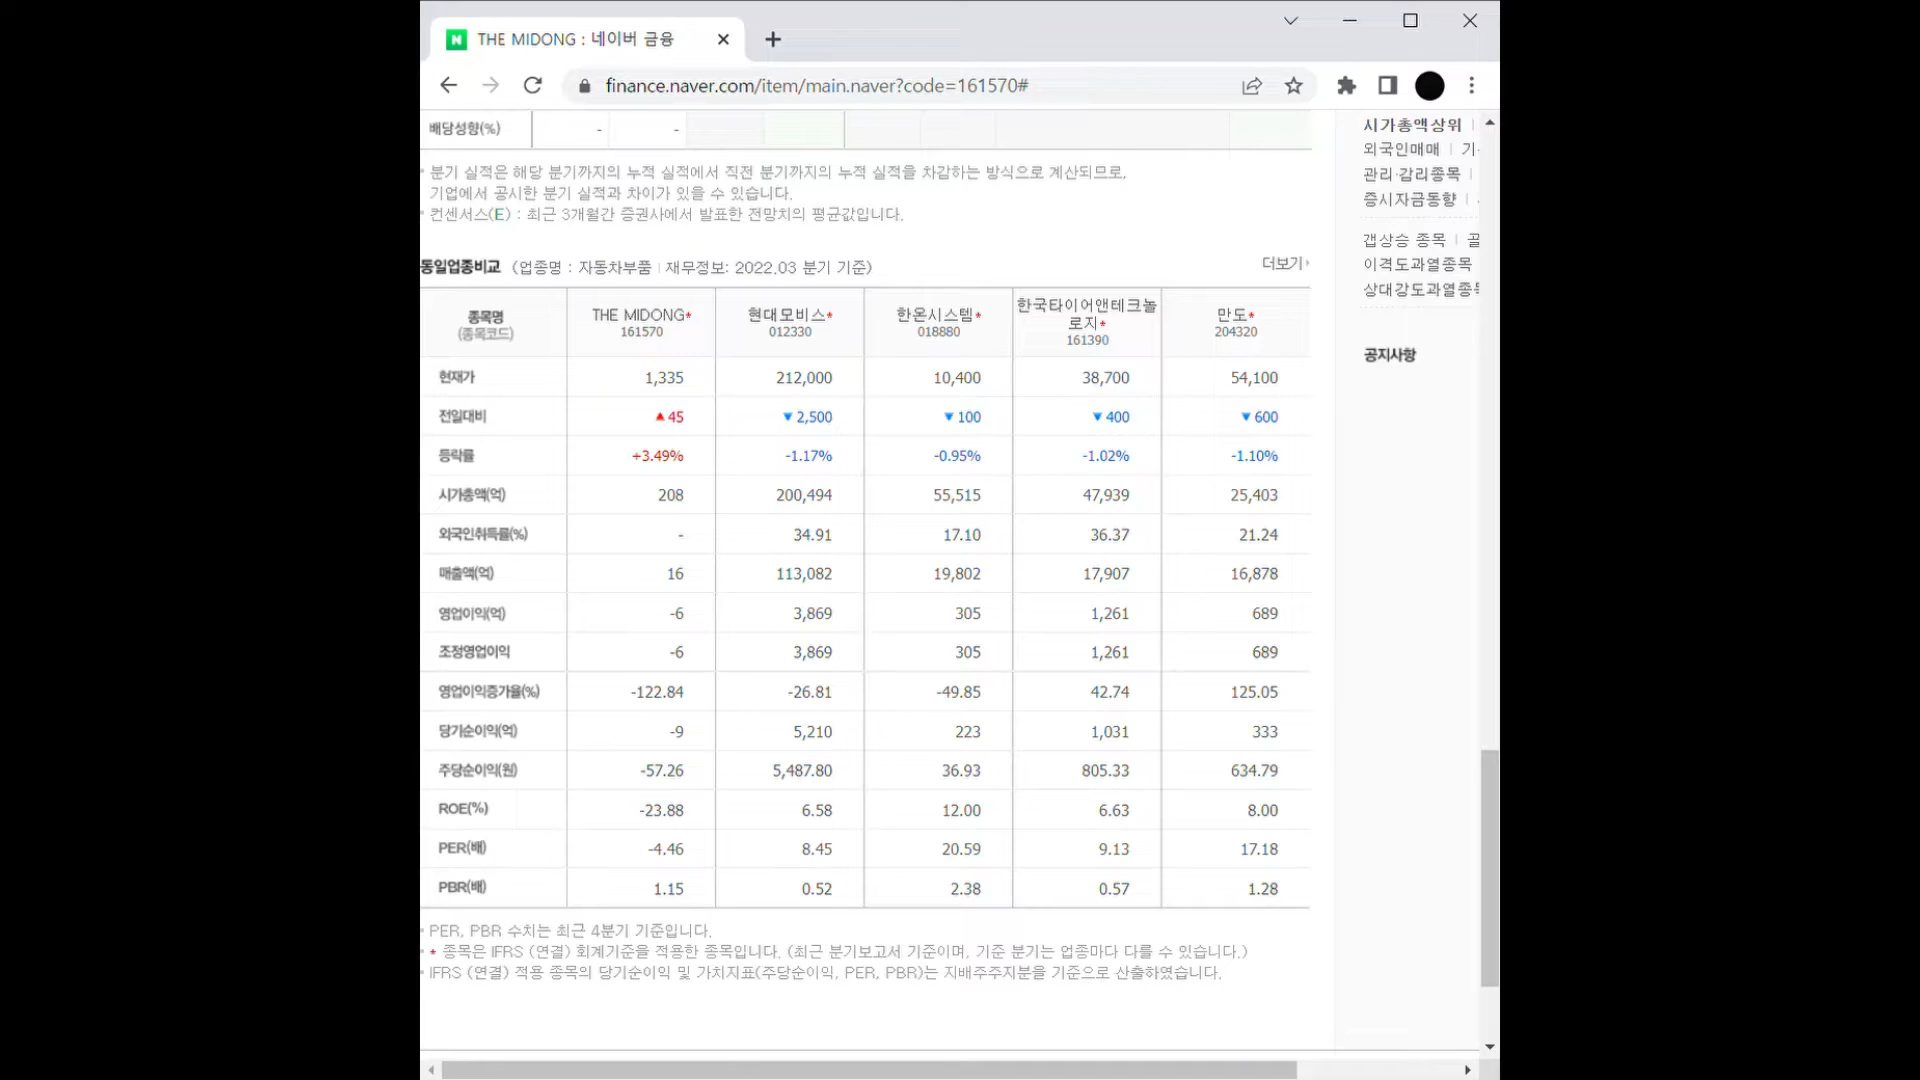 THE MIDONG : 네이버 금융
finance.naver.com/item/main.naver?code=161570#
배당성향(%) - -
* 분기 실적은 해당 분기까지의 누적 실적에서 직전 분기까지의 누적 실적을 차감하는 방식으로 계산되므로,
기업에서 공시한 분기 실적과 차이가 있을 수 있습니다.
* 컨센서스(E) : 최근 3개월간 증권사에서 발표한 전망치의 평균값입니다.
동일업종비교 (업종명 : 자동차부품 | 재무정보: 2022.03 분기 기준) 더보기
종목명 (종목코드) THE MIDONG* 161570 현대모비스* 012330 한온시스템* 018880 한국타이어앤테크놀로지* 161390 만도* 204320
현재가 1,335 212,000 10,400 38,700 54,100
전일대비 ▲45 ▼2,500 ▼100 ▼400 ▼600
등락률 +3.49% -1.17% -0.95% -1.02% -1.10%
시가총액(억) 208 200,494 55,515 47,939 25,403
외국인취득률(%) - 34.91 17.10 36.37 21.24
매출액(억) 16 113,082 19,802 17,907 16,878
영업이익(억) -6 3,869 305 1,261 689
조정영업이익 -6 3,869 305 1,261 689
영업이익증가율(%) -122.84 -26.81 -49.85 42.74 125.05
당기순이익(억) -9 5,210 223 1,031 333
주당순이익(원) -57.26 5,487.80 36.93 805.33 634.79
ROE(%) -23.88 6.58 12.00 6.63 8.00
PER(배) -4.46 8.45 20.59 9.13 17.18
PBR(배) 1.15 0.52 2.38 0.57 1.28
* PER, PBR 수치는 최근 4분기 기준입니다.
* * 종목은 IFRS (연결) 회계기준을 적용한 종목입니다. (최근 분기보고서 기준이며, 기준 분기는 업종마다 다를 수 있습니다.)
* IFRS (연결) 적용 종목의 당기순이익 및 가치지표(주당순이익, PER, PBR)는 지배주주지분을 기준으로 산출하였습니다.
시가총액상위 |
외국인매매 |
관리·감리종목 |
증시자금동향 |
갭상승 종목 | 골
이격도과열종목
상대강도과열종
공지사항